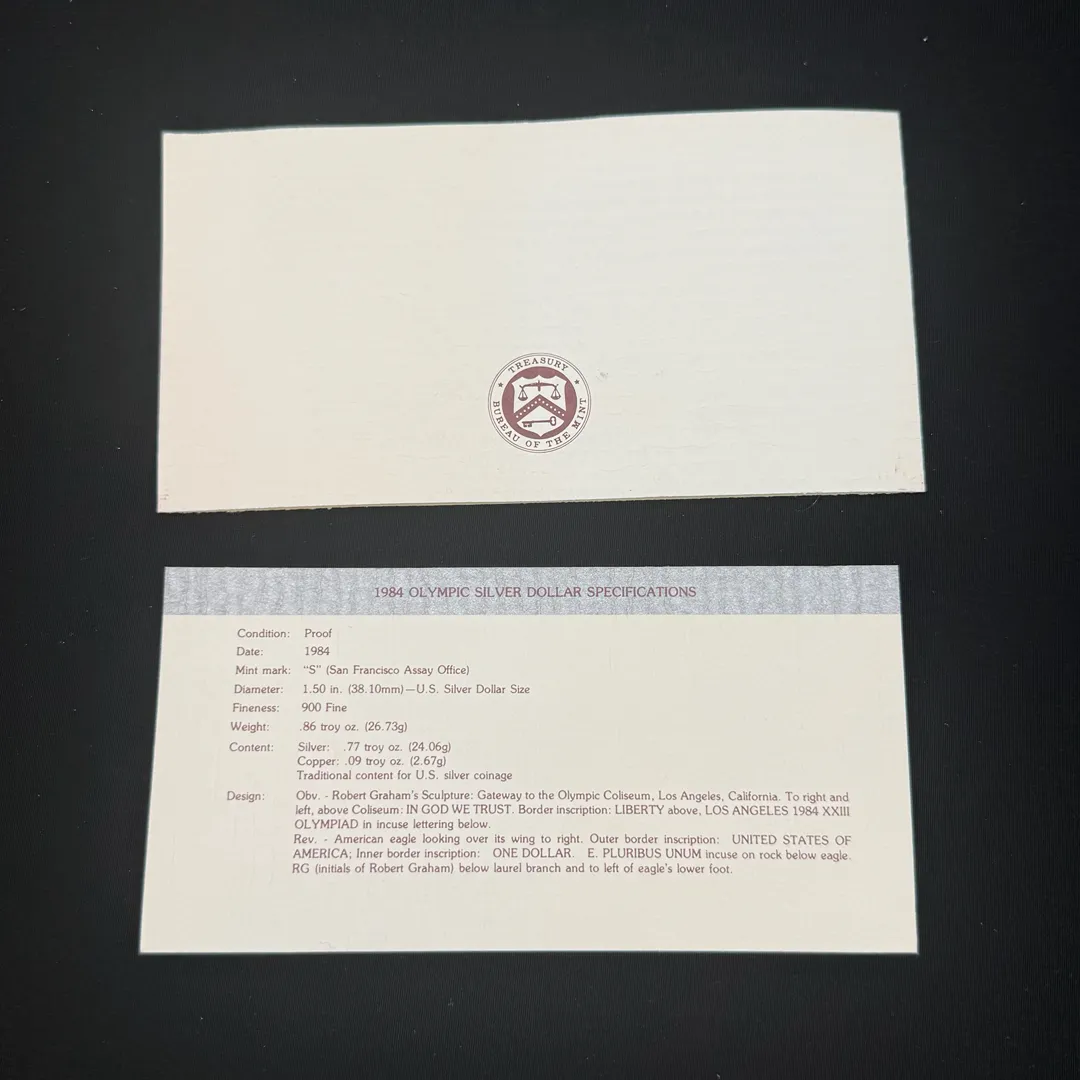 TREASURY
BUREAU OF THE MINT
1984 OLYMPIC SILVER DOLLAR SPECIFICATIONS
Condition: Proof
Date: 1984
Mint mark: “S” (San Francisco Assay Office)
Diameter: 1.50 in. (38.10mm)—U.S. Silver Dollar Size
Fineness: 900 Fine
Weight: .86 troy oz. (26.73g)
Content: Silver: .77 troy oz. (24.06g)
Copper: .09 troy oz. (2.67g)
Traditional content for U.S. silver coinage
Design: Obv. - Robert Graham's Sculpture: Gateway to the Olympic Coliseum, Los Angeles, California. To right and
left, above Coliseum: IN GOD WE TRUST. Border inscription: LIBERTY above, LOS ANGELES 1984 XXIII
OLYMPIAD in incuse lettering below.
Rev. - American eagle looking over its wing to right. Outer border inscription: UNITED STATES OF
AMERICA; Inner border inscription: ONE DOLLAR. E. PLURIBUS UNUM incuse on rock below eagle.
RG (initials of Robert Graham) below laurel branch and to left of eagle's lower foot.